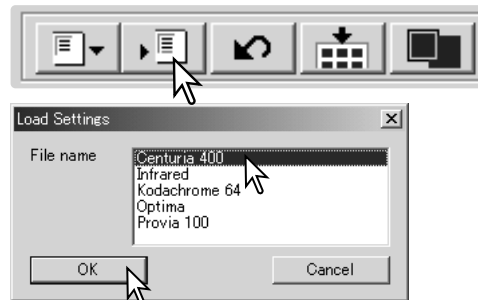 Load Settings
File name
Centuria 400
Infrared
Kodachrome 64
Optima
Provia 100
OK
Cancel